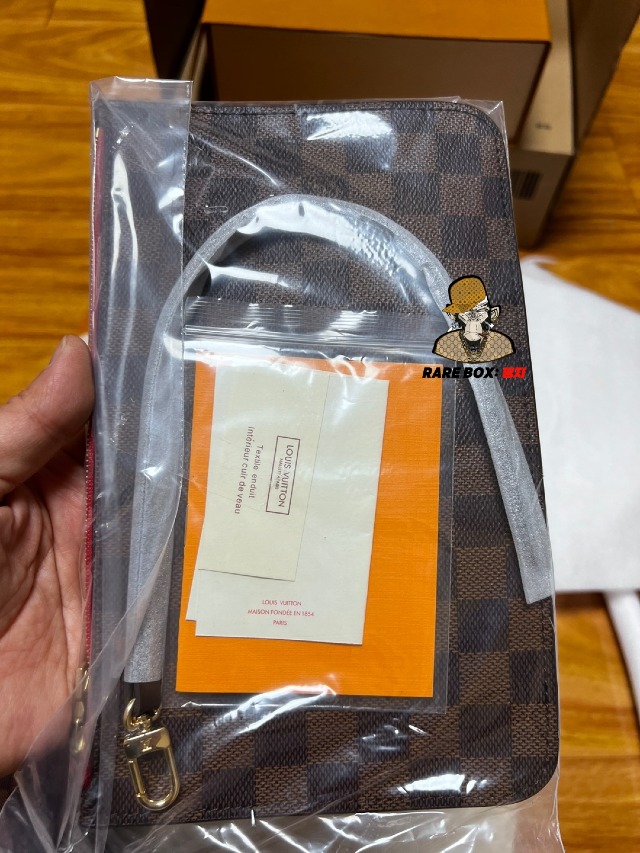 RARE BOX:
LOUIS VUITTON
Textile enduit
intérieur cuir de veau
LOUIS VUITTON
MAISON FONDÉE EN 1854
PARIS